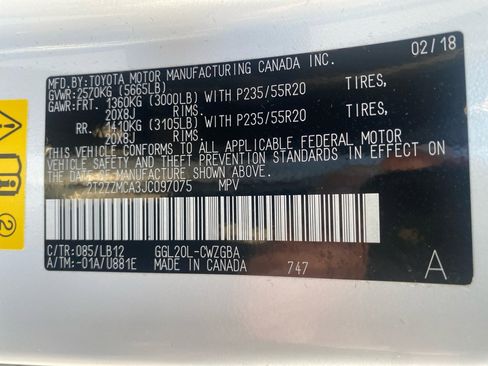 MFD.BY:TOYOTA MOTOR MANUFACTURING CANADA INC. 02/18
GVWR:2570KG (5665LB)
GAWR:FRT. 1360KG (3000LB) WITH P235/55R20 TIRES,
20X8J RIMS,
RR. 1410KG (3105LB) WITH P235/55R20 TIRES,
20X8J RIMS.
THIS VEHICLE CONFORMS TO ALL APPLICABLE FEDERAL MOTOR
VEHICLE SAFETY AND THEFT PREVENTION STANDARDS IN EFFECT ON
THE DATE OF MANUFACTURE SHOWN ABOVE.
2T2ZZMCA3JC097075 MPV
C/TR:085/LB12 GGL20L-CWZGBA
A/TM:-01A/U881E MADE IN CANADA 747 A
2